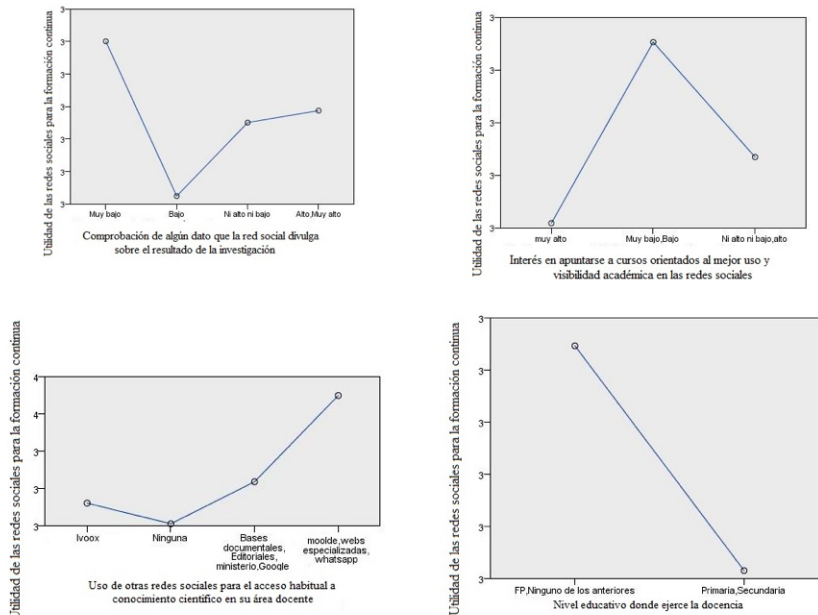 Utilidad de las redes sociales para la formación continua
3
3
3
3
3
3
3
Muy bajo
Bajo
Ni alto ni bajo
Alto,Muy alto
Comprobación de algún dato que la red social divulga
sobre el resultado de la investigación
Utilidad de las redes sociales para la formación continua
3
3
3
3
3
muy alto
Muy bajo,Bajo
Ni alto ni bajo,alto
Interés en apuntarse a cursos orientados al mejor uso y
visibilidad académica en las redes sociales
Utilidad de las redes sociales para la formación continua
4
4
3
3
3
Ivoox
Ninguna
Bases
documentales,
Editoriales,
ministerio,Google
moolde,webs
especializadas,
whatsapp
Uso de otras redes sociales para el acceso habitual a
conocimiento científico en su área docente
Utilidad de las redes sociales para la formación continua
3
3
3
3
3
3
FP,Ninguno de los anteriores
Primaria,Secundaria
Nivel educativo donde ejerce la docencia